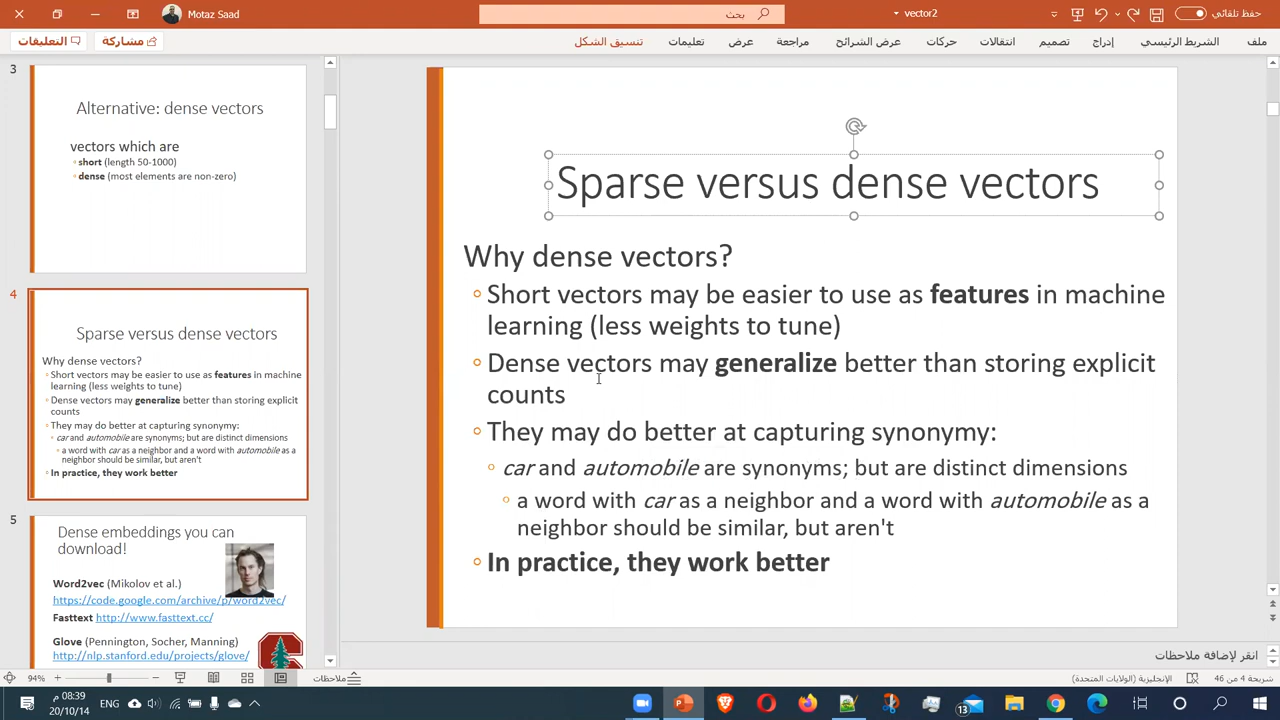 Motaz Saad
بحث
vector2
حفظ تلقائي
ملف
الشريط الرئيسي
إدراج
تصميم
انتقالات
حركات
عرض الشرائح
مراجعة
عرض
تعليمات
تنسيق الشكل
مشاركة
التعليقات
3
Alternative: dense vectors
vectors which are
short (length 50-1000)
dense (most elements are non-zero)
4
Sparse versus dense vectors
Why dense vectors?
Short vectors may be easier to use as features in machine
learning (less weights to tune)
Dense vectors may generalize better than storing explicit
counts
They may do better at capturing synonymy:
car and automobile are synonyms; but are distinct dimensions
a word with car as a neighbor and a word with automobile as a
neighbor should be similar, but aren't
In practice, they work better
5
Dense embeddings you can
download!
Word2vec (Mikolov et al.)
https://code.google.com/archive/p/word2vec/
Fasttext http://www.fasttext.cc/
Glove (Pennington, Socher, Manning)
http://nlp.stanford.edu/projects/glove/
Sparse versus dense vectors
Why dense vectors?
Short vectors may be easier to use as features in machine
learning (less weights to tune)
Dense vectors may generalize better than storing explicit
counts
They may do better at capturing synonymy:
car and automobile are synonyms; but are distinct dimensions
a word with car as a neighbor and a word with automobile as a
neighbor should be similar, but aren't
In practice, they work better
انقر لإضافة ملاحظات
شريحة 4 من 46
الإنجليزية (الولايات المتحدة)
ملاحظات
94%
08:39 م
20/10/14
ENG
13